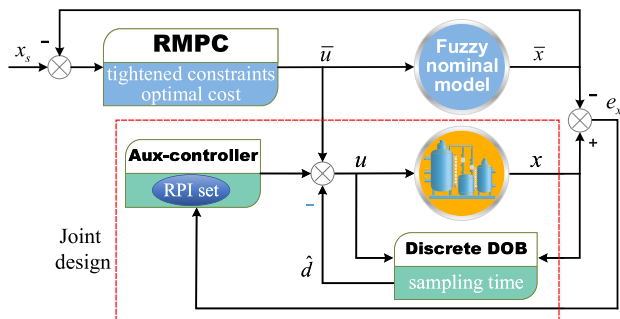 x_s
-
RMPC
tightened constraints
optimal cost
ū
Fuzzy
nominal
model
x̄
-
e_x
+
Aux-controller
RPI set
u
x
-
Joint
design
d̂
Discrete DOB
sampling time